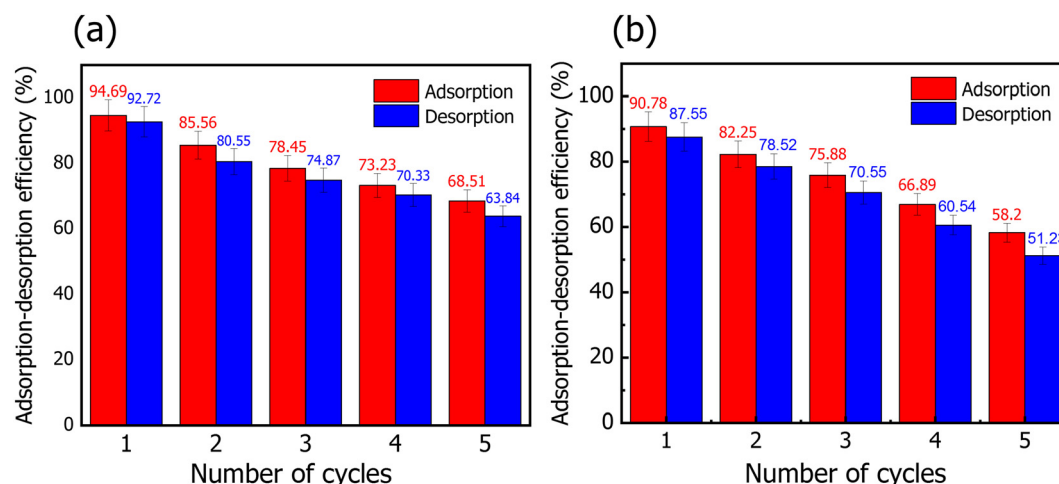 (a)
Adsorption-desorption efficiency (%)
100
80
60
40
20
0
Adsorption
Desorption
94.69
92.72
85.56
80.55
78.45
74.87
73.23
70.33
68.51
63.84
1 2 3 4 5
Number of cycles
(b)
Adsorption-desorption efficiency (%)
100
80
60
40
20
0
Adsorption
Desorption
90.78
87.55
82.25
78.52
75.88
70.55
66.89
60.54
58.2
1 2 3 4 5
Number of cycles